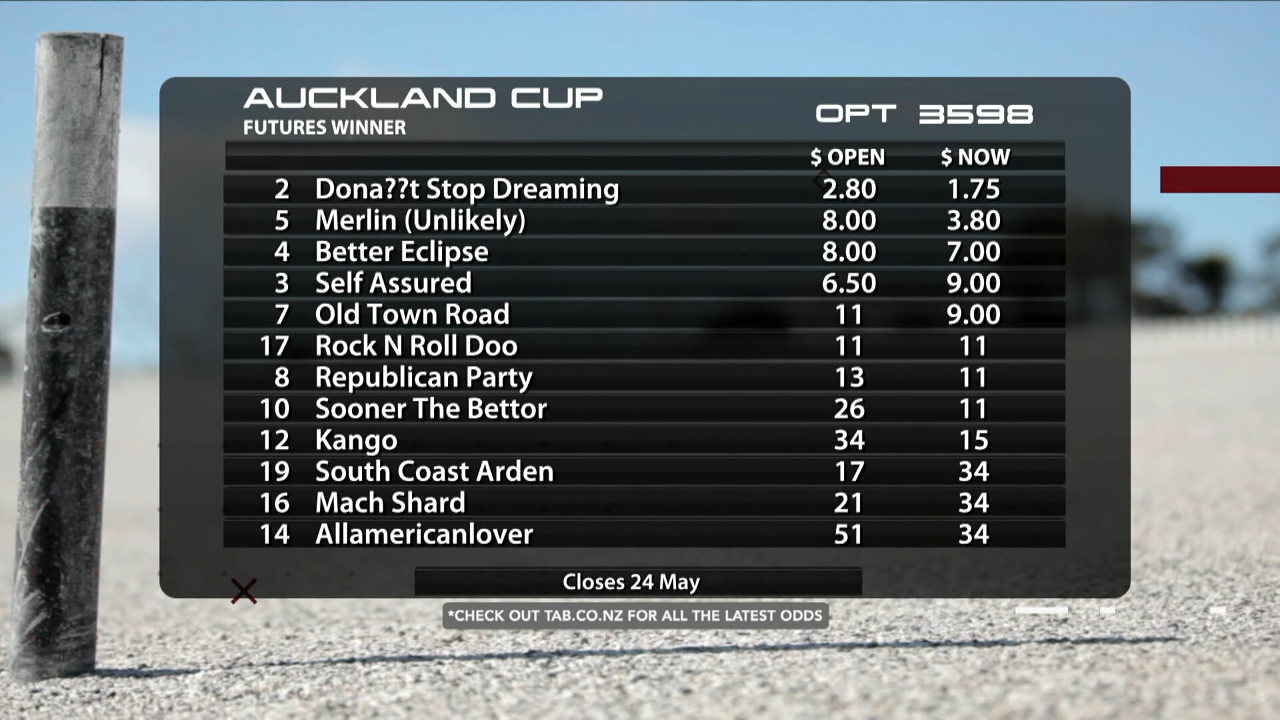 AUCKLAND CUP
FUTURES WINNER
OPT 3598
$ OPEN $ NOW
2 Dona??t Stop Dreaming 2.80 1.75
5 Merlin (Unlikely) 8.00 3.80
4 Better Eclipse 8.00 7.00
3 Self Assured 6.50 9.00
7 Old Town Road 11 9.00
17 Rock N Roll Doo 11 11
8 Republican Party 13 11
10 Sooner The Bettor 26 11
12 Kango 34 15
19 South Coast Arden 17 34
16 Mach Shard 21 34
14 Allamericanlover 51 34
Closes 24 May
*CHECK OUT TAB.CO.NZ FOR ALL THE LATEST ODDS